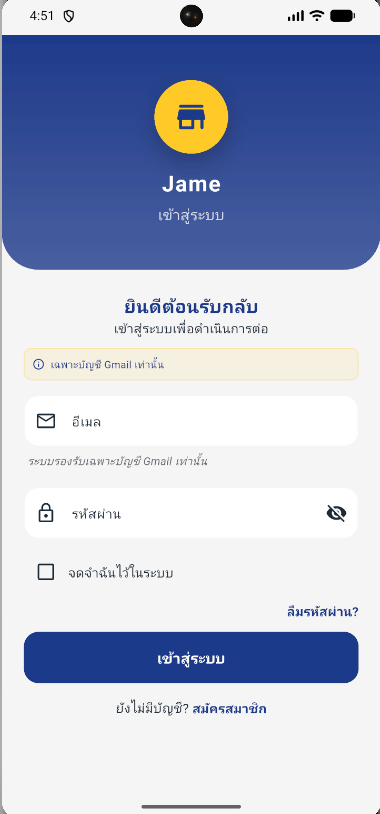 4:51
Jame
เข้าสู่ระบบ
ยินดีต้อนรับกลับ
เข้าสู่ระบบเพื่อดำเนินการต่อ
เฉพาะบัญชี Gmail เท่านั้น
อีเมล
ระบบรองรับเฉพาะบัญชี Gmail เท่านั้น
รหัสผ่าน
จดจำฉันไว้ในระบบ
ลืมรหัสผ่าน?
เข้าสู่ระบบ
ยังไม่มีบัญชี? สมัครสมาชิก